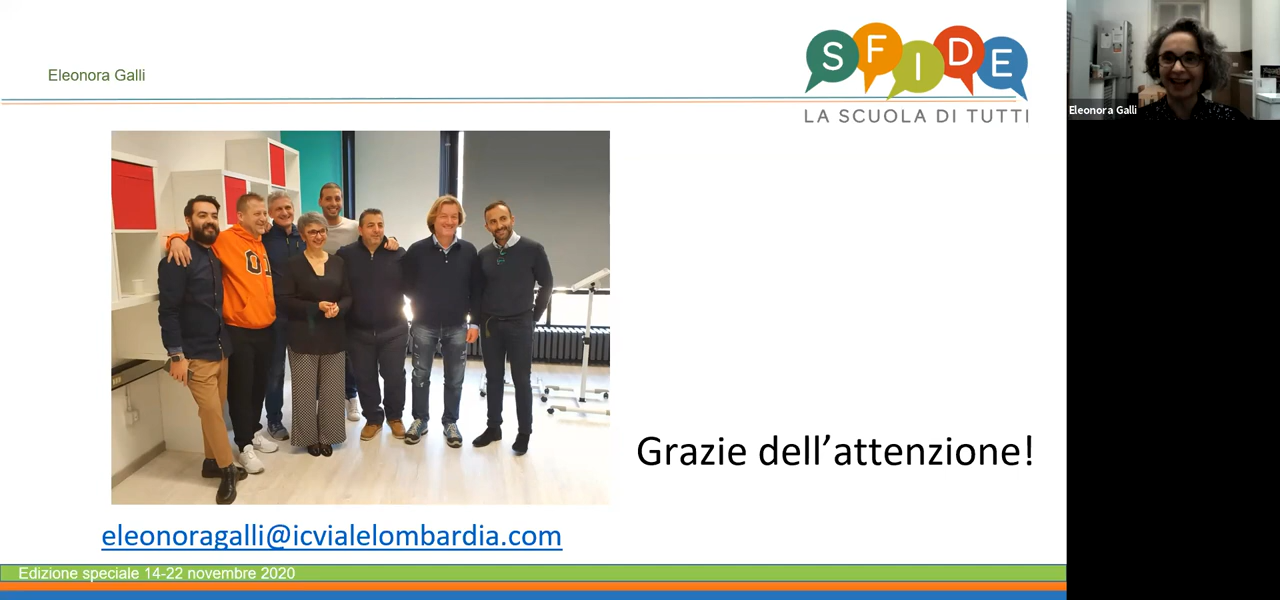 Eleonora Galli
SFIDE
LA SCUOLA DI TUTTI
Eleonora Galli
Grazie dell’attenzione!
eleonoragalli@icvialelombardia.com
Edizione speciale 14-22 novembre 2020